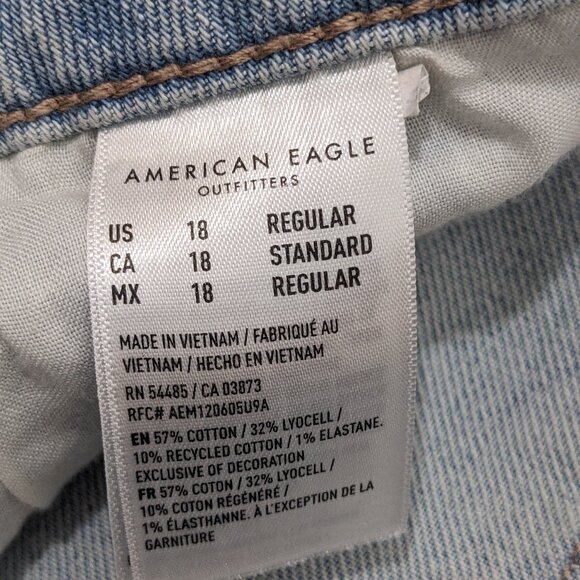 AMERICAN EAGLE
OUTFITTERS
US 18 REGULAR
CA 18 STANDARD
MX 18 REGULAR
MADE IN VIETNAM / FABRIQUÉ AU
VIETNAM / HECHO EN VIETNAM
RN 54485 / CA 03873
RFC# AEM120605U9A
EN 57% COTTON / 32% LYOCELL /
10% RECYCLED COTTON / 1% ELASTANE.
EXCLUSIVE OF DECORATION
FR 57% COTON / 32% LYOCELL /
10% COTON RÉGÉNÉRÉ /
1% ÉLASTHANNE. À L'EXCEPTION DE LA
GARNITURE